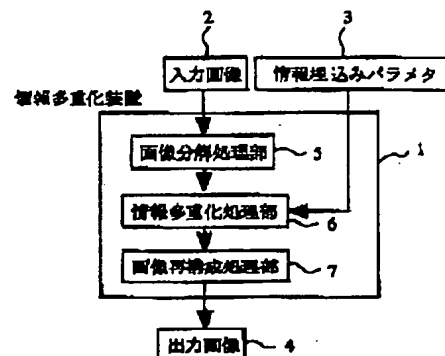 2
3
入力画像
情報埋込みパラメタ
情報多重化装置
画像分解処理部
5
1
情報多重化処理部
6
画像再構成処理部
7
出力画像
4